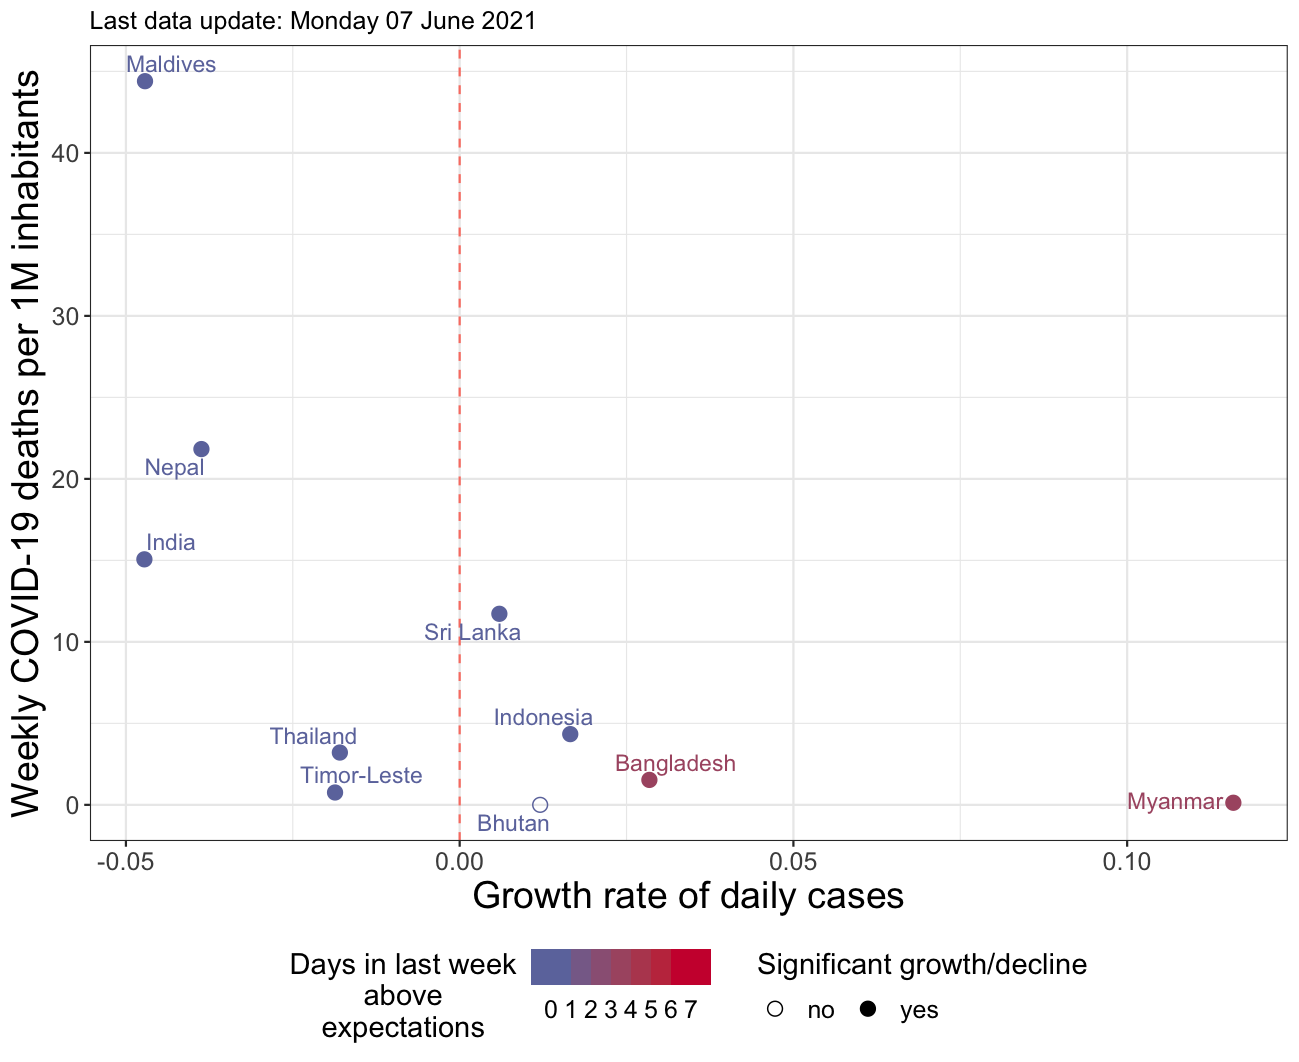 Last data update: Monday 07 June 2021
Weekly COVID-19 deaths per 1M inhabitants
40
30
20
10
0
Maldives
Nepal
India
Sri Lanka
Indonesia
Thailand
Bangladesh
Timor-Leste
Myanmar
Bhutan
-0.05
0.00
0.05
0.10
Growth rate of daily cases
Days in last week
above
expectations
0 1 2 3 4 5 6 7
Significant growth/decline
no
yes